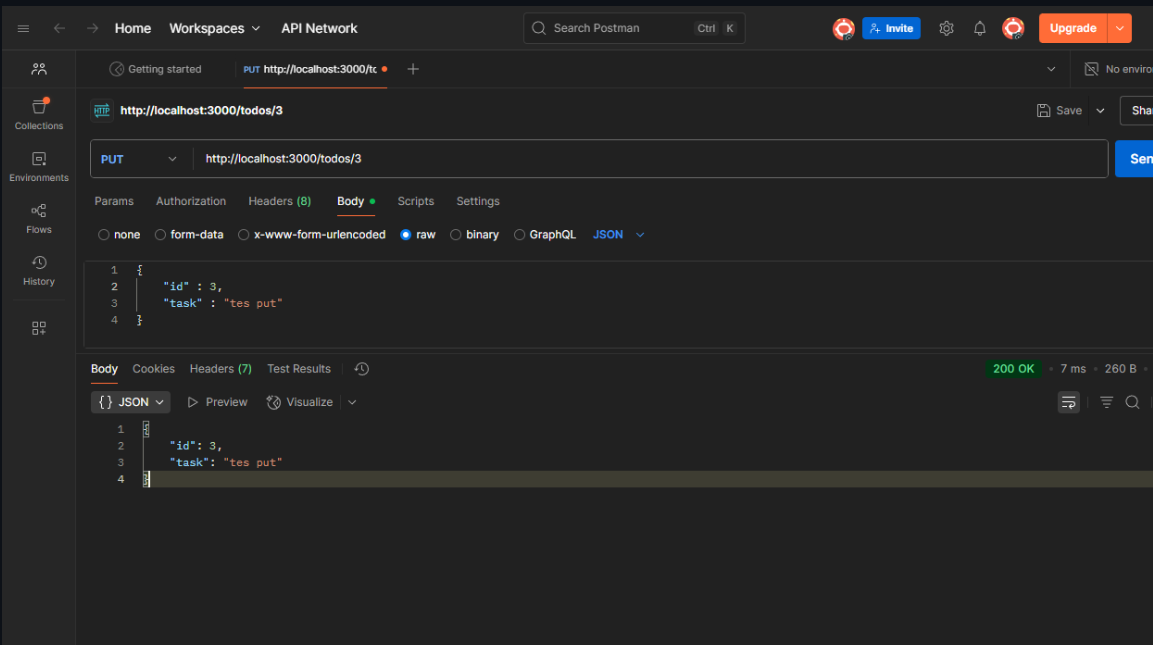 Home Workspaces API Network Search Postman Ctrl K Invite Upgrade
Getting started PUT http://localhost:3000/tc No enviro
HTTP http://localhost:3000/todos/3 Save Sha
Collections
PUT http://localhost:3000/todos/3 Sen
Environments
Params Authorization Headers (8) Body Scripts Settings
Flows
none form-data x-www-form-urlencoded raw binary GraphQL JSON
History
1 {
2 "id" : 3,
3 "task" : "tes put"
4 }
Body Cookies Headers (7) Test Results 200 OK • 7 ms • 260 B •
{} JSON Preview Visualize
1 {
2 "id": 3,
3 "task": "tes put"
4 }